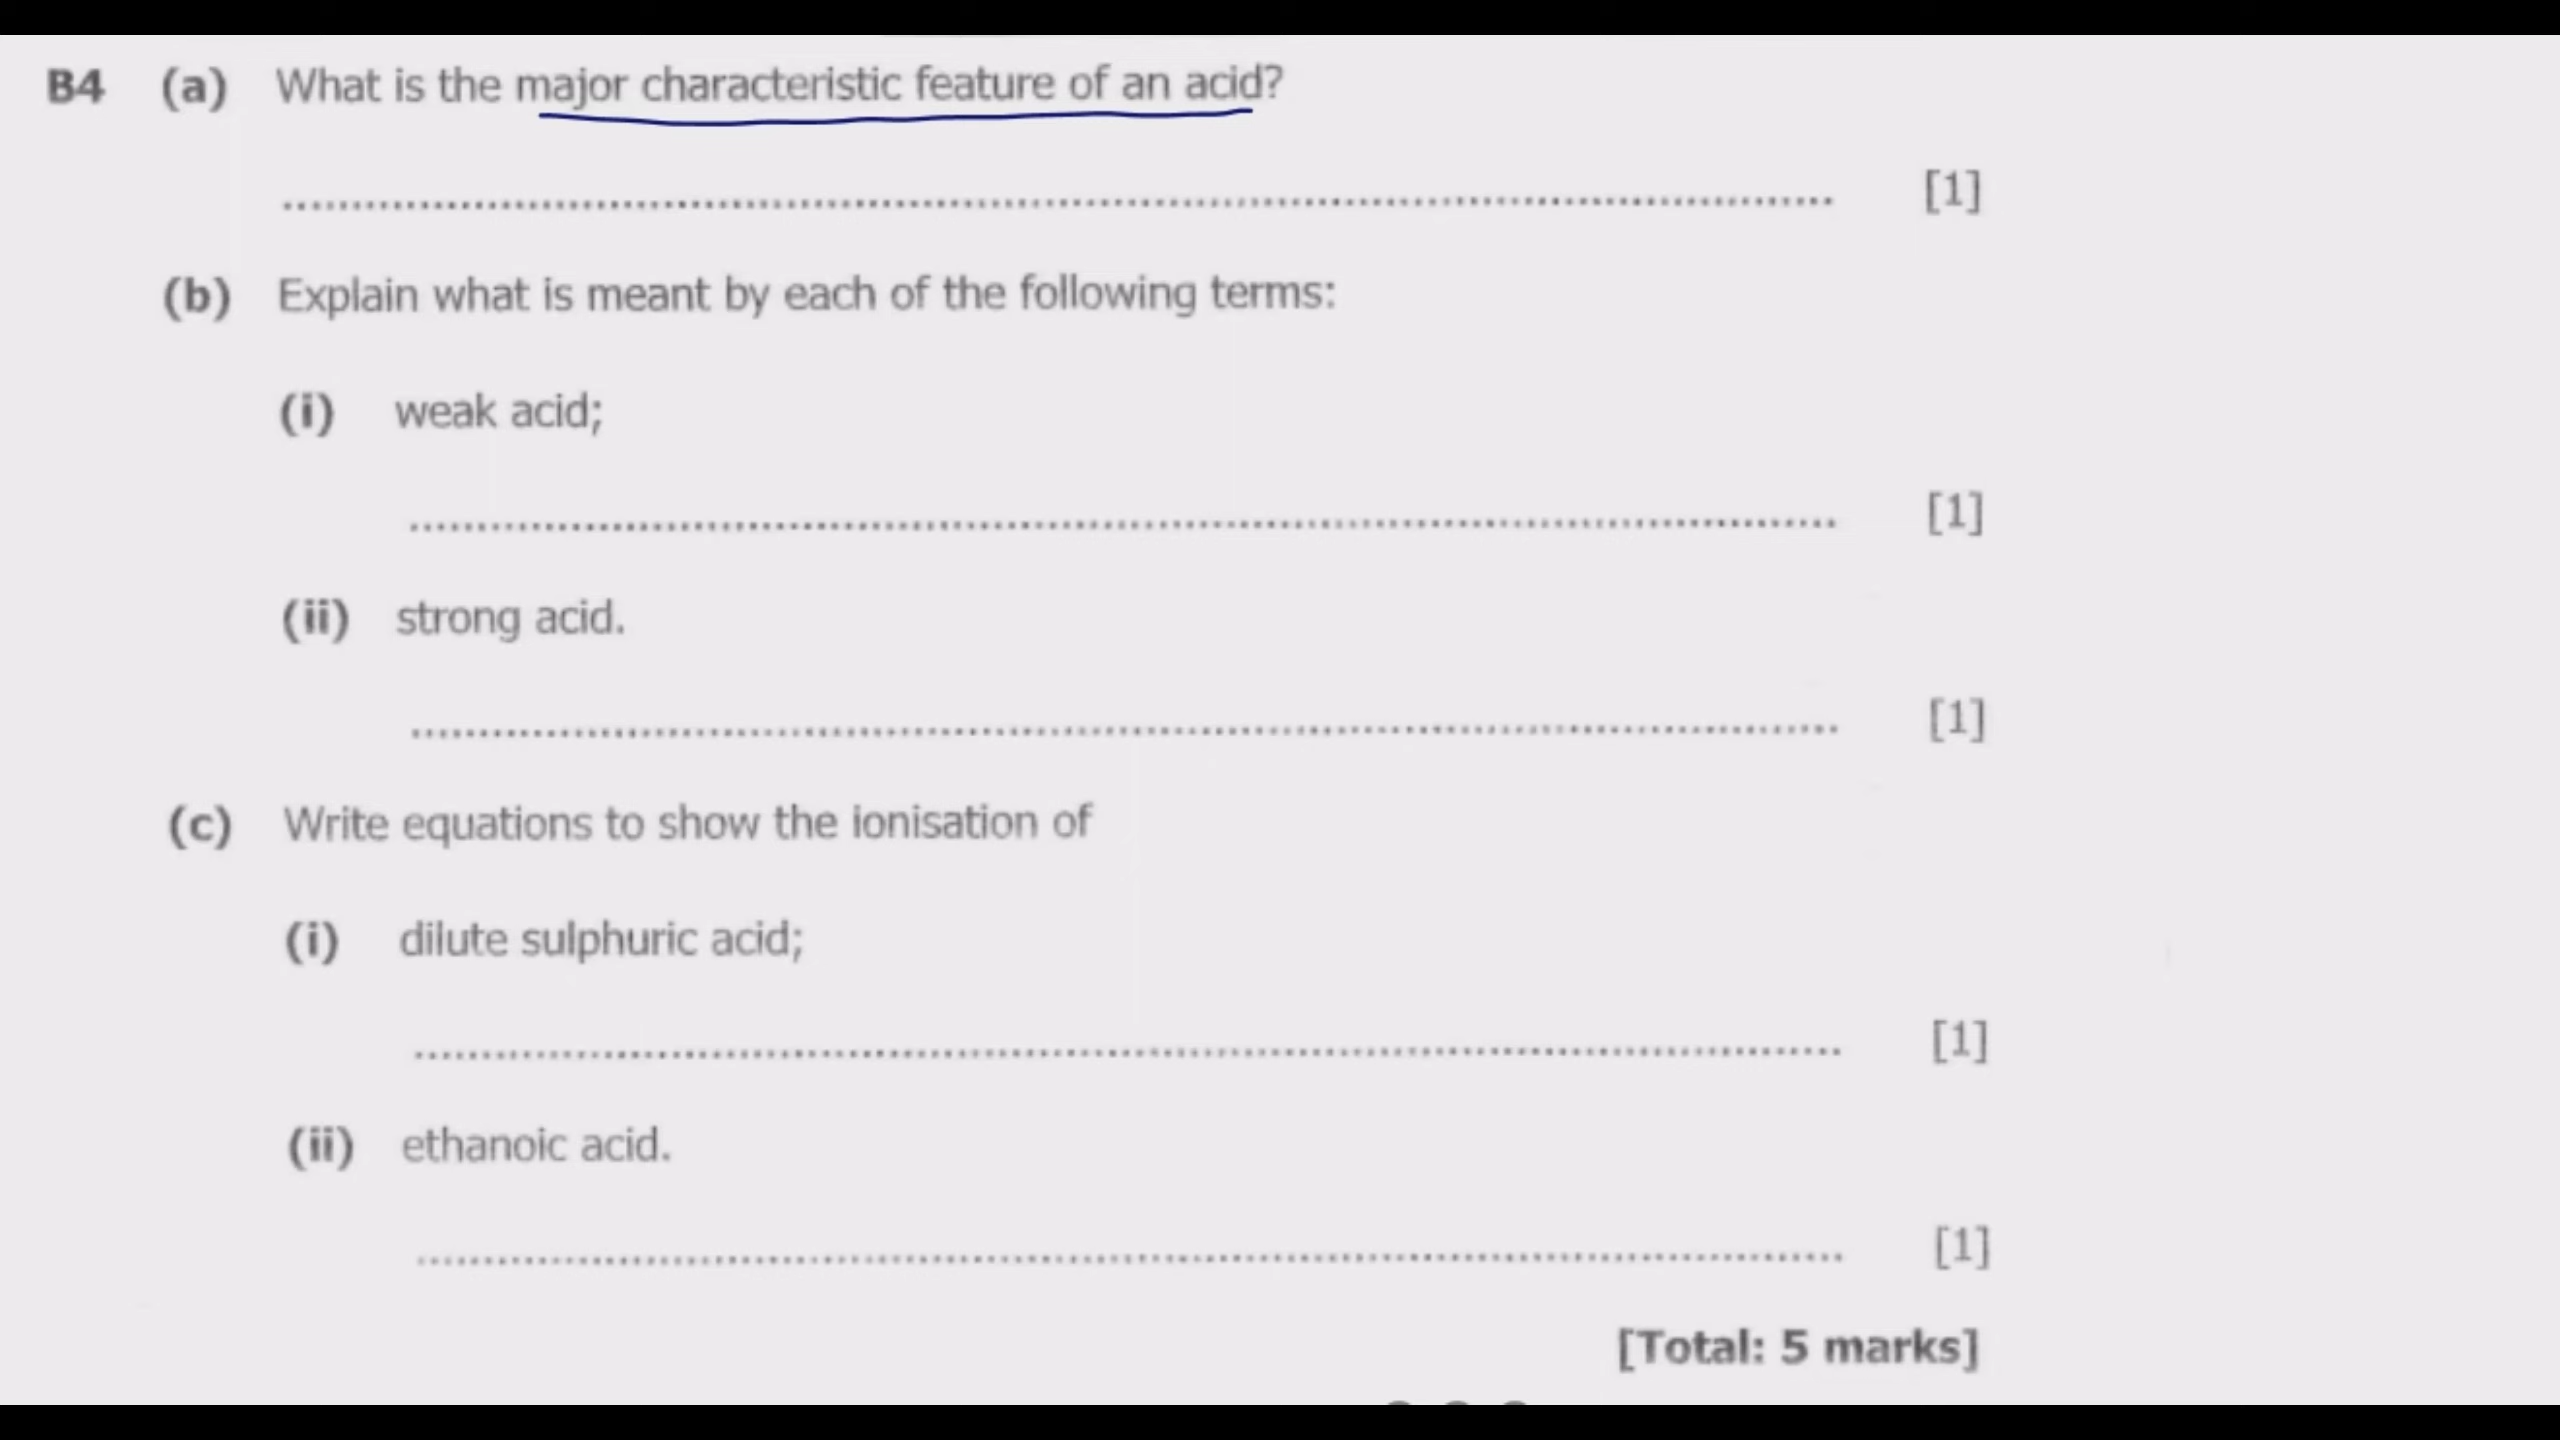 B4 (a) What is the major characteristic feature of an acid?
........................................................................................................ [1]
(b) Explain what is meant by each of the following terms:
(i) weak acid;
........................................................................................................ [1]
(ii) strong acid.
........................................................................................................ [1]
(c) Write equations to show the ionisation of
(i) dilute sulphuric acid;
........................................................................................................ [1]
(ii) ethanoic acid.
........................................................................................................ [1]
[Total: 5 marks]